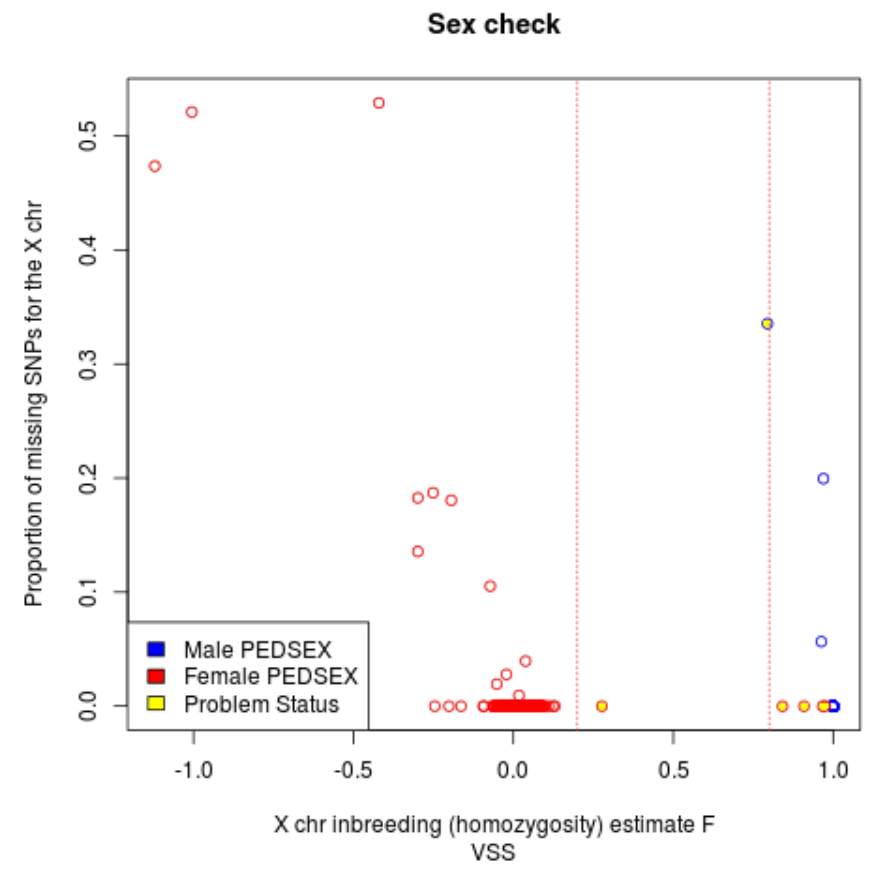 Sex check
Proportion of missing SNPs for the X chr
0.5
0.4
0.3
0.2
0.1
0.0
Male PEDSEX
Female PEDSEX
Problem Status
-1.0 -0.5 0.0 0.5 1.0
X chr inbreeding (homozygosity) estimate F
VSS